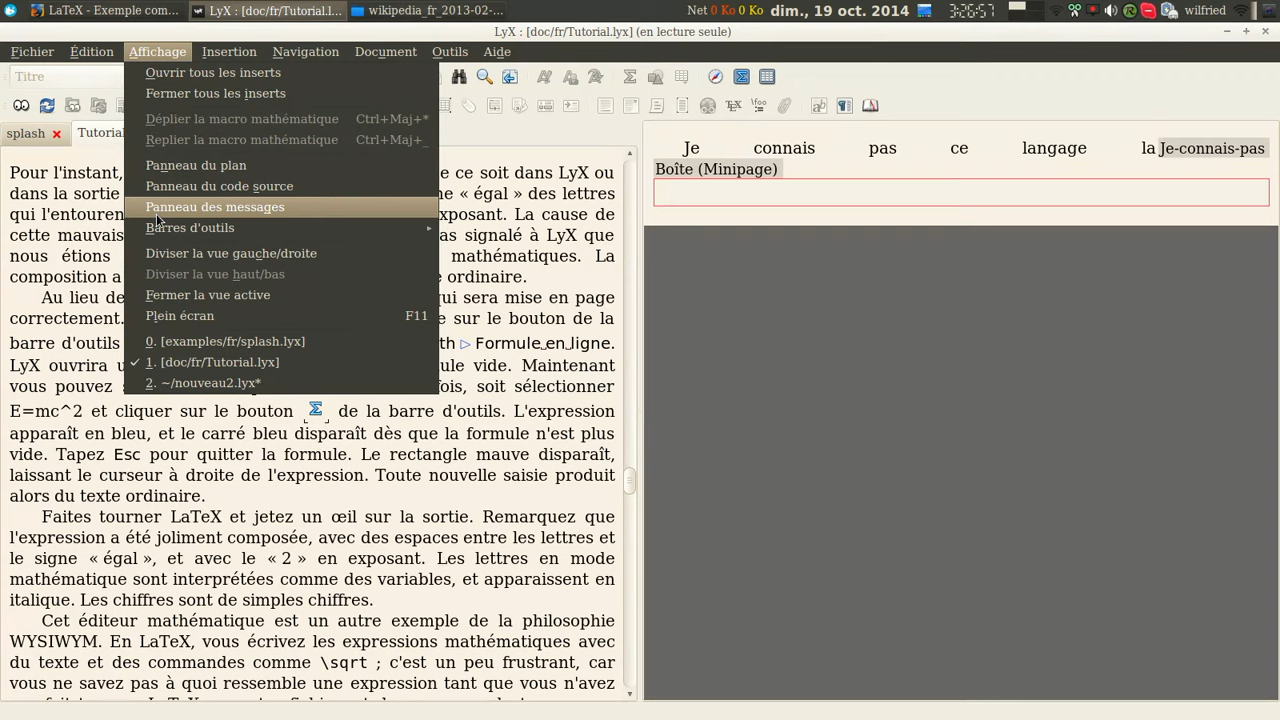 LaTeX - Exemple com...
LyX : [doc/fr/Tutorial.l...
wikipedia_fr_2013-02-...
Net 0 Ko 0 Ko
dim., 19 oct. 2014
wilfried
LyX : [doc/fr/Tutorial.lyx] (en lecture seule)
Fichier Édition Affichage Insertion Navigation Document Outils Aide
Titre
splash
Tutorial
Ouvrir tous les inserts
Fermer tous les inserts
Déplier la macro mathématique Ctrl+Maj+*
Replier la macro mathématique Ctrl+Maj+_
Panneau du plan
Panneau du code source
Panneau des messages
Barres d'outils
Diviser la vue gauche/droite
Diviser la vue haut/bas
Fermer la vue active
Plein écran F11
0. [examples/fr/splash.lyx]
1. [doc/fr/Tutorial.lyx]
2. ~/nouveau2.lyx*
Pour l'instant, ce soit dans LyX ou
dans la sortie ne « égal » des lettres
qui l'entouren exposant. La cause de
cette mauvais as signalé à LyX que
nous étions mathématiques. La
composition a ordinaire.
Au lieu de qui sera mise en page
correctement. sur le bouton de la
barre d'outils th ▷ Formule en ligne.
LyX ouvrira u ule vide. Maintenant
vous pouvez s fois, soit sélectionner
E=mc^2 et cliquer sur le bouton Σ de la barre d'outils. L'expression
apparaît en bleu, et le carré bleu disparaît dès que la formule n'est plus
vide. Tapez Esc pour quitter la formule. Le rectangle mauve disparaît,
laissant le curseur à droite de l'expression. Toute nouvelle saisie produit
alors du texte ordinaire.
Faites tourner LaTeX et jetez un œil sur la sortie. Remarquez que
l'expression a été joliment composée, avec des espaces entre les lettres et
le signe « égal », et avec le « 2 » en exposant. Les lettres en mode
mathématique sont interprétées comme des variables, et apparaissent en
italique. Les chiffres sont de simples chiffres.
Cet éditeur mathématique est un autre exemple de la philosophie
WYSIWYM. En LaTeX, vous écrivez les expressions mathématiques avec
du texte et des commandes comme \sqrt ; c'est un peu frustrant, car
vous ne savez pas à quoi ressemble une expression tant que vous n'avez
Je connais pas ce langage la Je-connais-pas
Boîte (Minipage)